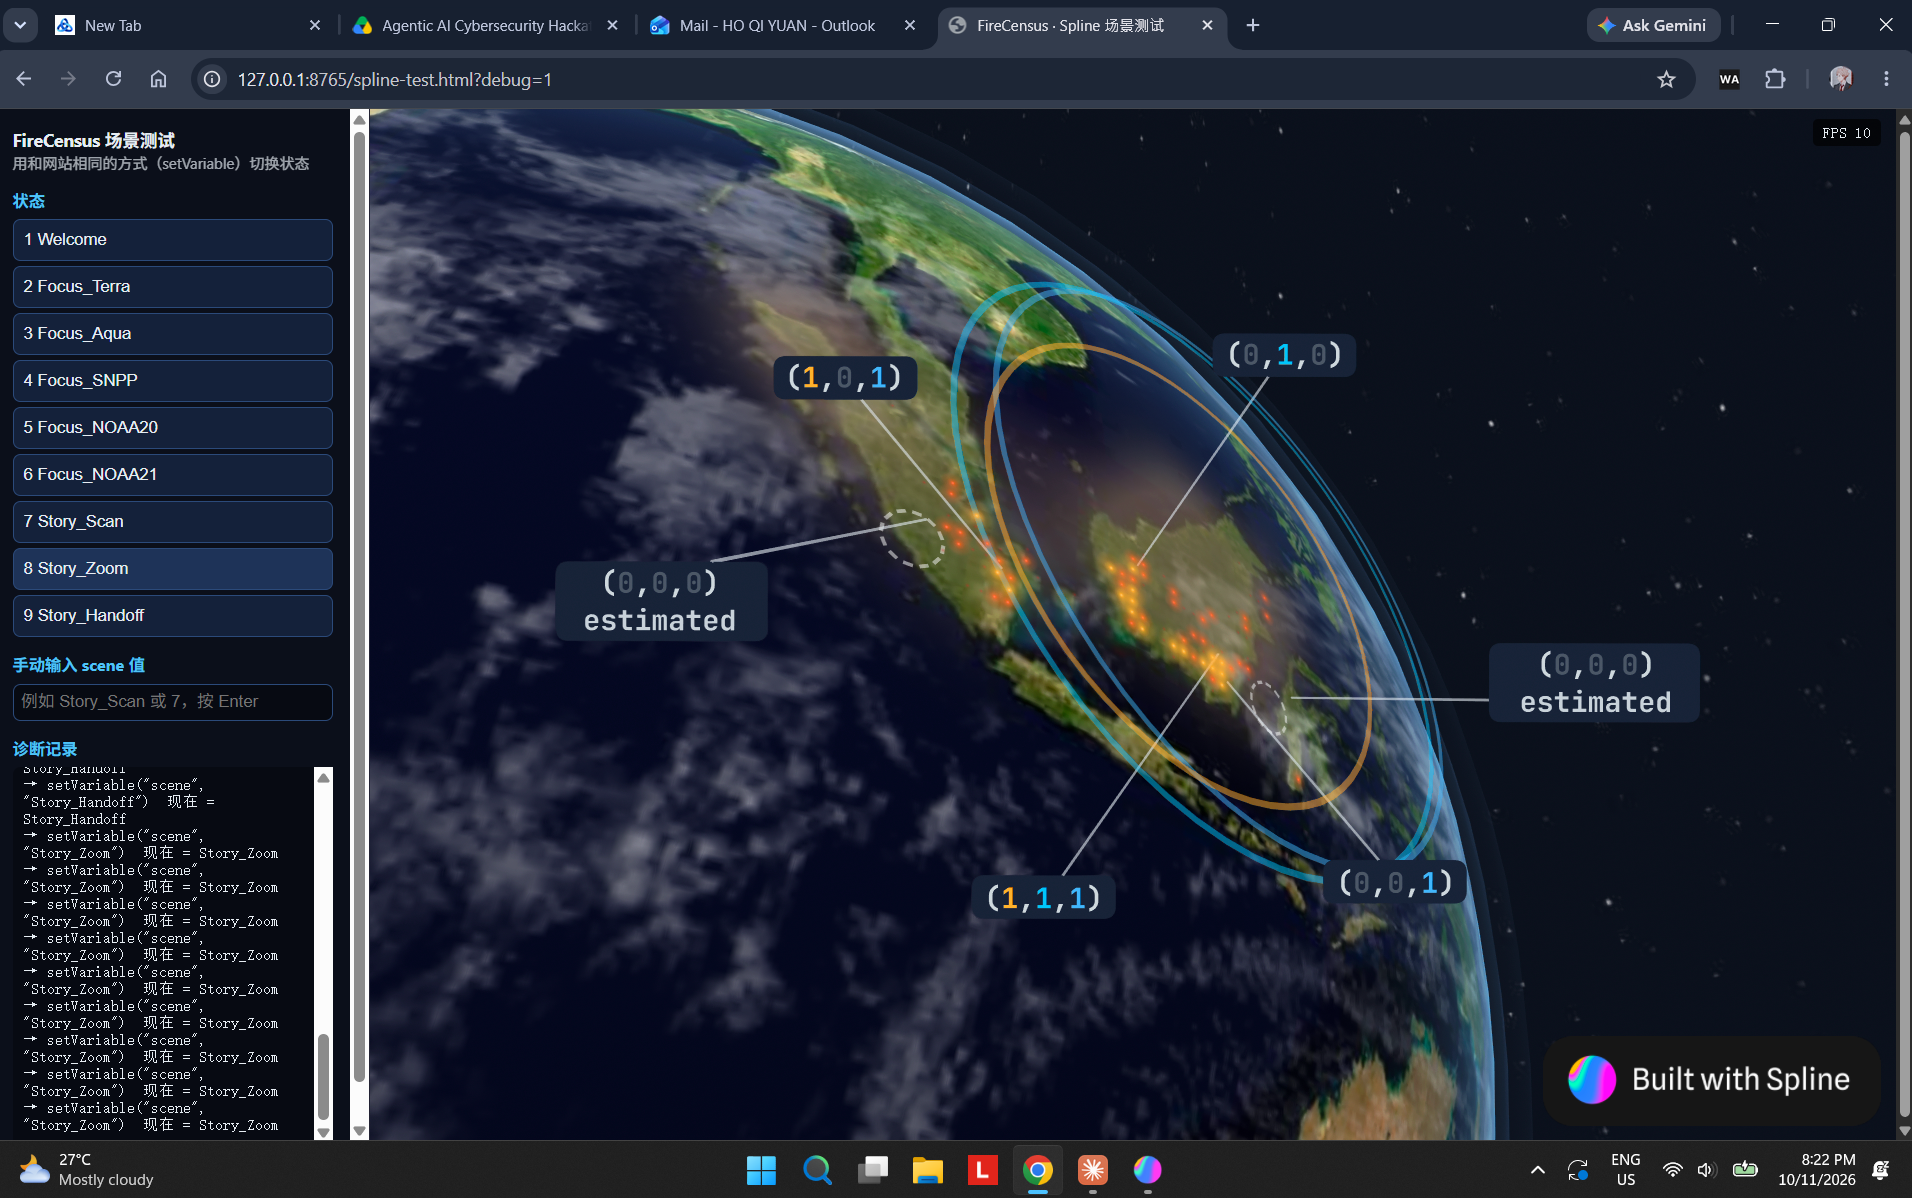 New Tab
Agentic AI Cybersecurity Hacka
Mail - HO QI YUAN - Outlook
FireCensus · Spline 场景测试
Ask Gemini
127.0.0.1:8765/spline-test.html?debug=1
WA
FireCensus 场景测试
用和网站相同的方式（setVariable）切换状态
状态
1 Welcome
2 Focus_Terra
3 Focus_Aqua
4 Focus_SNPP
5 Focus_NOAA20
6 Focus_NOAA21
7 Story_Scan
8 Story_Zoom
9 Story_Handoff
手动输入 scene 值
例如 Story_Scan 或 7，按 Enter
诊断记录
Story_Handoff
→ setVariable("scene",
"Story_Handoff") 现在 =
Story_Handoff
→ setVariable("scene",
"Story_Zoom") 现在 = Story_Zoom
→ setVariable("scene",
"Story_Zoom") 现在 = Story_Zoom
→ setVariable("scene",
"Story_Zoom") 现在 = Story_Zoom
→ setVariable("scene",
"Story_Zoom") 现在 = Story_Zoom
→ setVariable("scene",
"Story_Zoom") 现在 = Story_Zoom
→ setVariable("scene",
"Story_Zoom") 现在 = Story_Zoom
→ setVariable("scene",
"Story_Zoom") 现在 = Story_Zoom
→ setVariable("scene",
"Story_Zoom") 现在 = Story_Zoom
→ setVariable("scene",
"Story_Zoom") 现在 = Story_Zoom
FPS 10
(0,1,0)
(1,0,1)
(0,0,0)
estimated
(0,0,0)
estimated
(0,0,1)
(1,1,1)
Built with Spline
27°C
Mostly cloudy
L
ENG
US
8:22 PM
10/11/2026